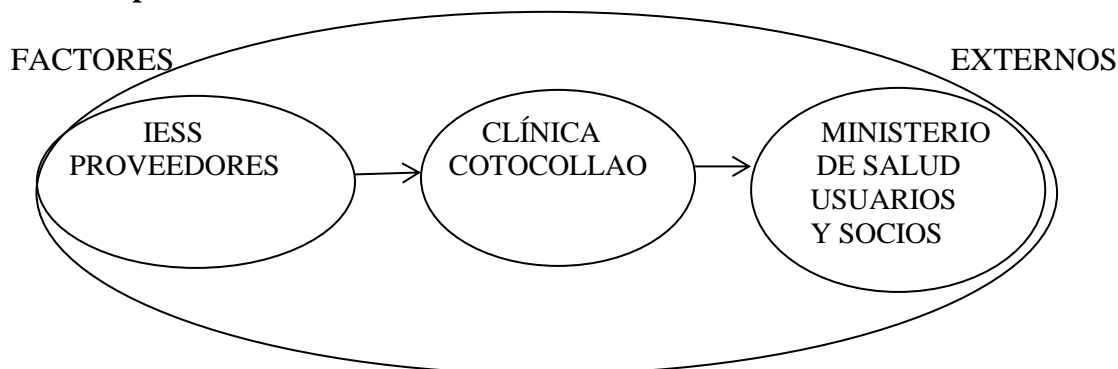 FACTORES
EXTERNOS
IESS
PROVEEDORES
CLÍNICA
COTOCOLLAO
MINISTERIO
DE SALUD
USUARIOS
Y SOCIOS